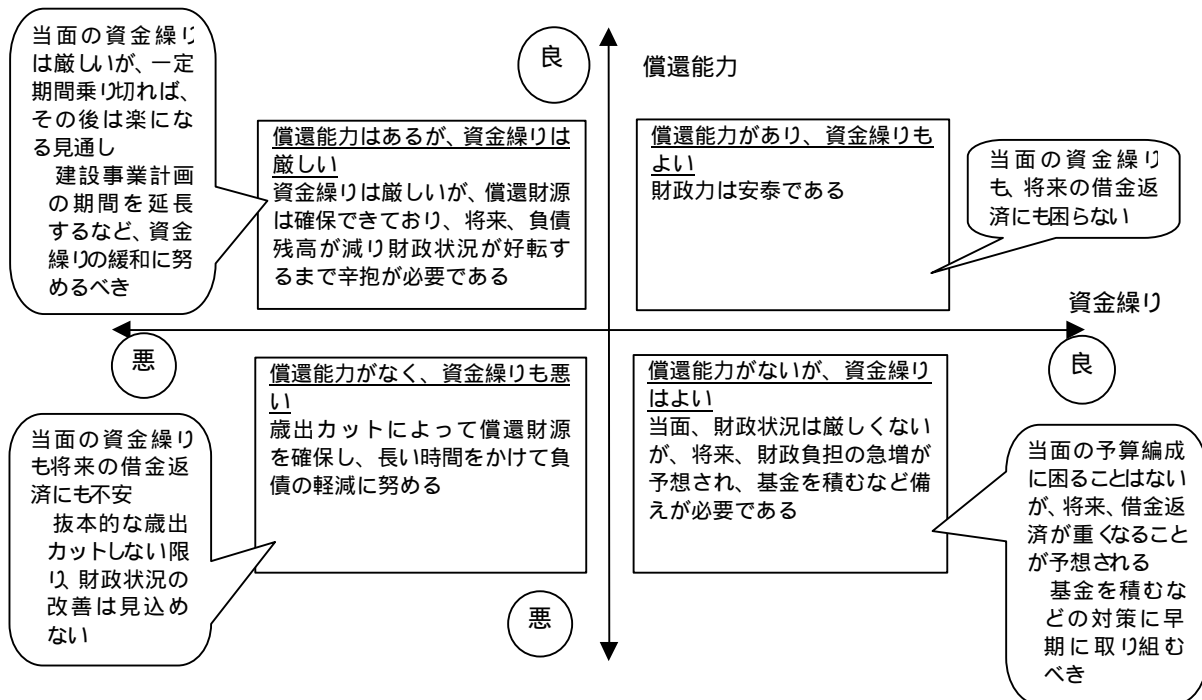 当面の資金繰り
は厳しいが、一定
期間乗り切れば、
その後は楽にな
る見通し
建設事業計画
の期間を延長
するなど、資金
繰りの緩和に努
めるべき
良
償還能力
償還能力はあるが、資金繰りは
厳しい
資金繰りは厳しいが、償還財源
は確保できており、将来、負債
残高が減り財政状況が好転す
るまで辛抱が必要である
償還能力があり、資金繰りも
よい
財政力は安泰である
当面の資金繰り
も、将来の借金返
済にも困らない
資金繰り
悪
良
償還能力がなく、資金繰りも悪
い
歳出カットによって償還財源
を確保し、長い時間をかけて負
債の軽減に努める
償還能力がないが、資金繰り
はよい
当面、財政状況は厳しくない
が、将来、財政負担の急増が
予想され、基金を積むなど備
えが必要である
当面の資金繰り
も将来の借金返
済にも不安
抜本的な歳出
カットしない限
り、財政状況の
改善は見込め
ない
当面の予算編成
に困ることはない
が、将来、借金返
済が重くなること
が予想される
基金を積むな
どの対策に早
期に取り組む
べき
悪